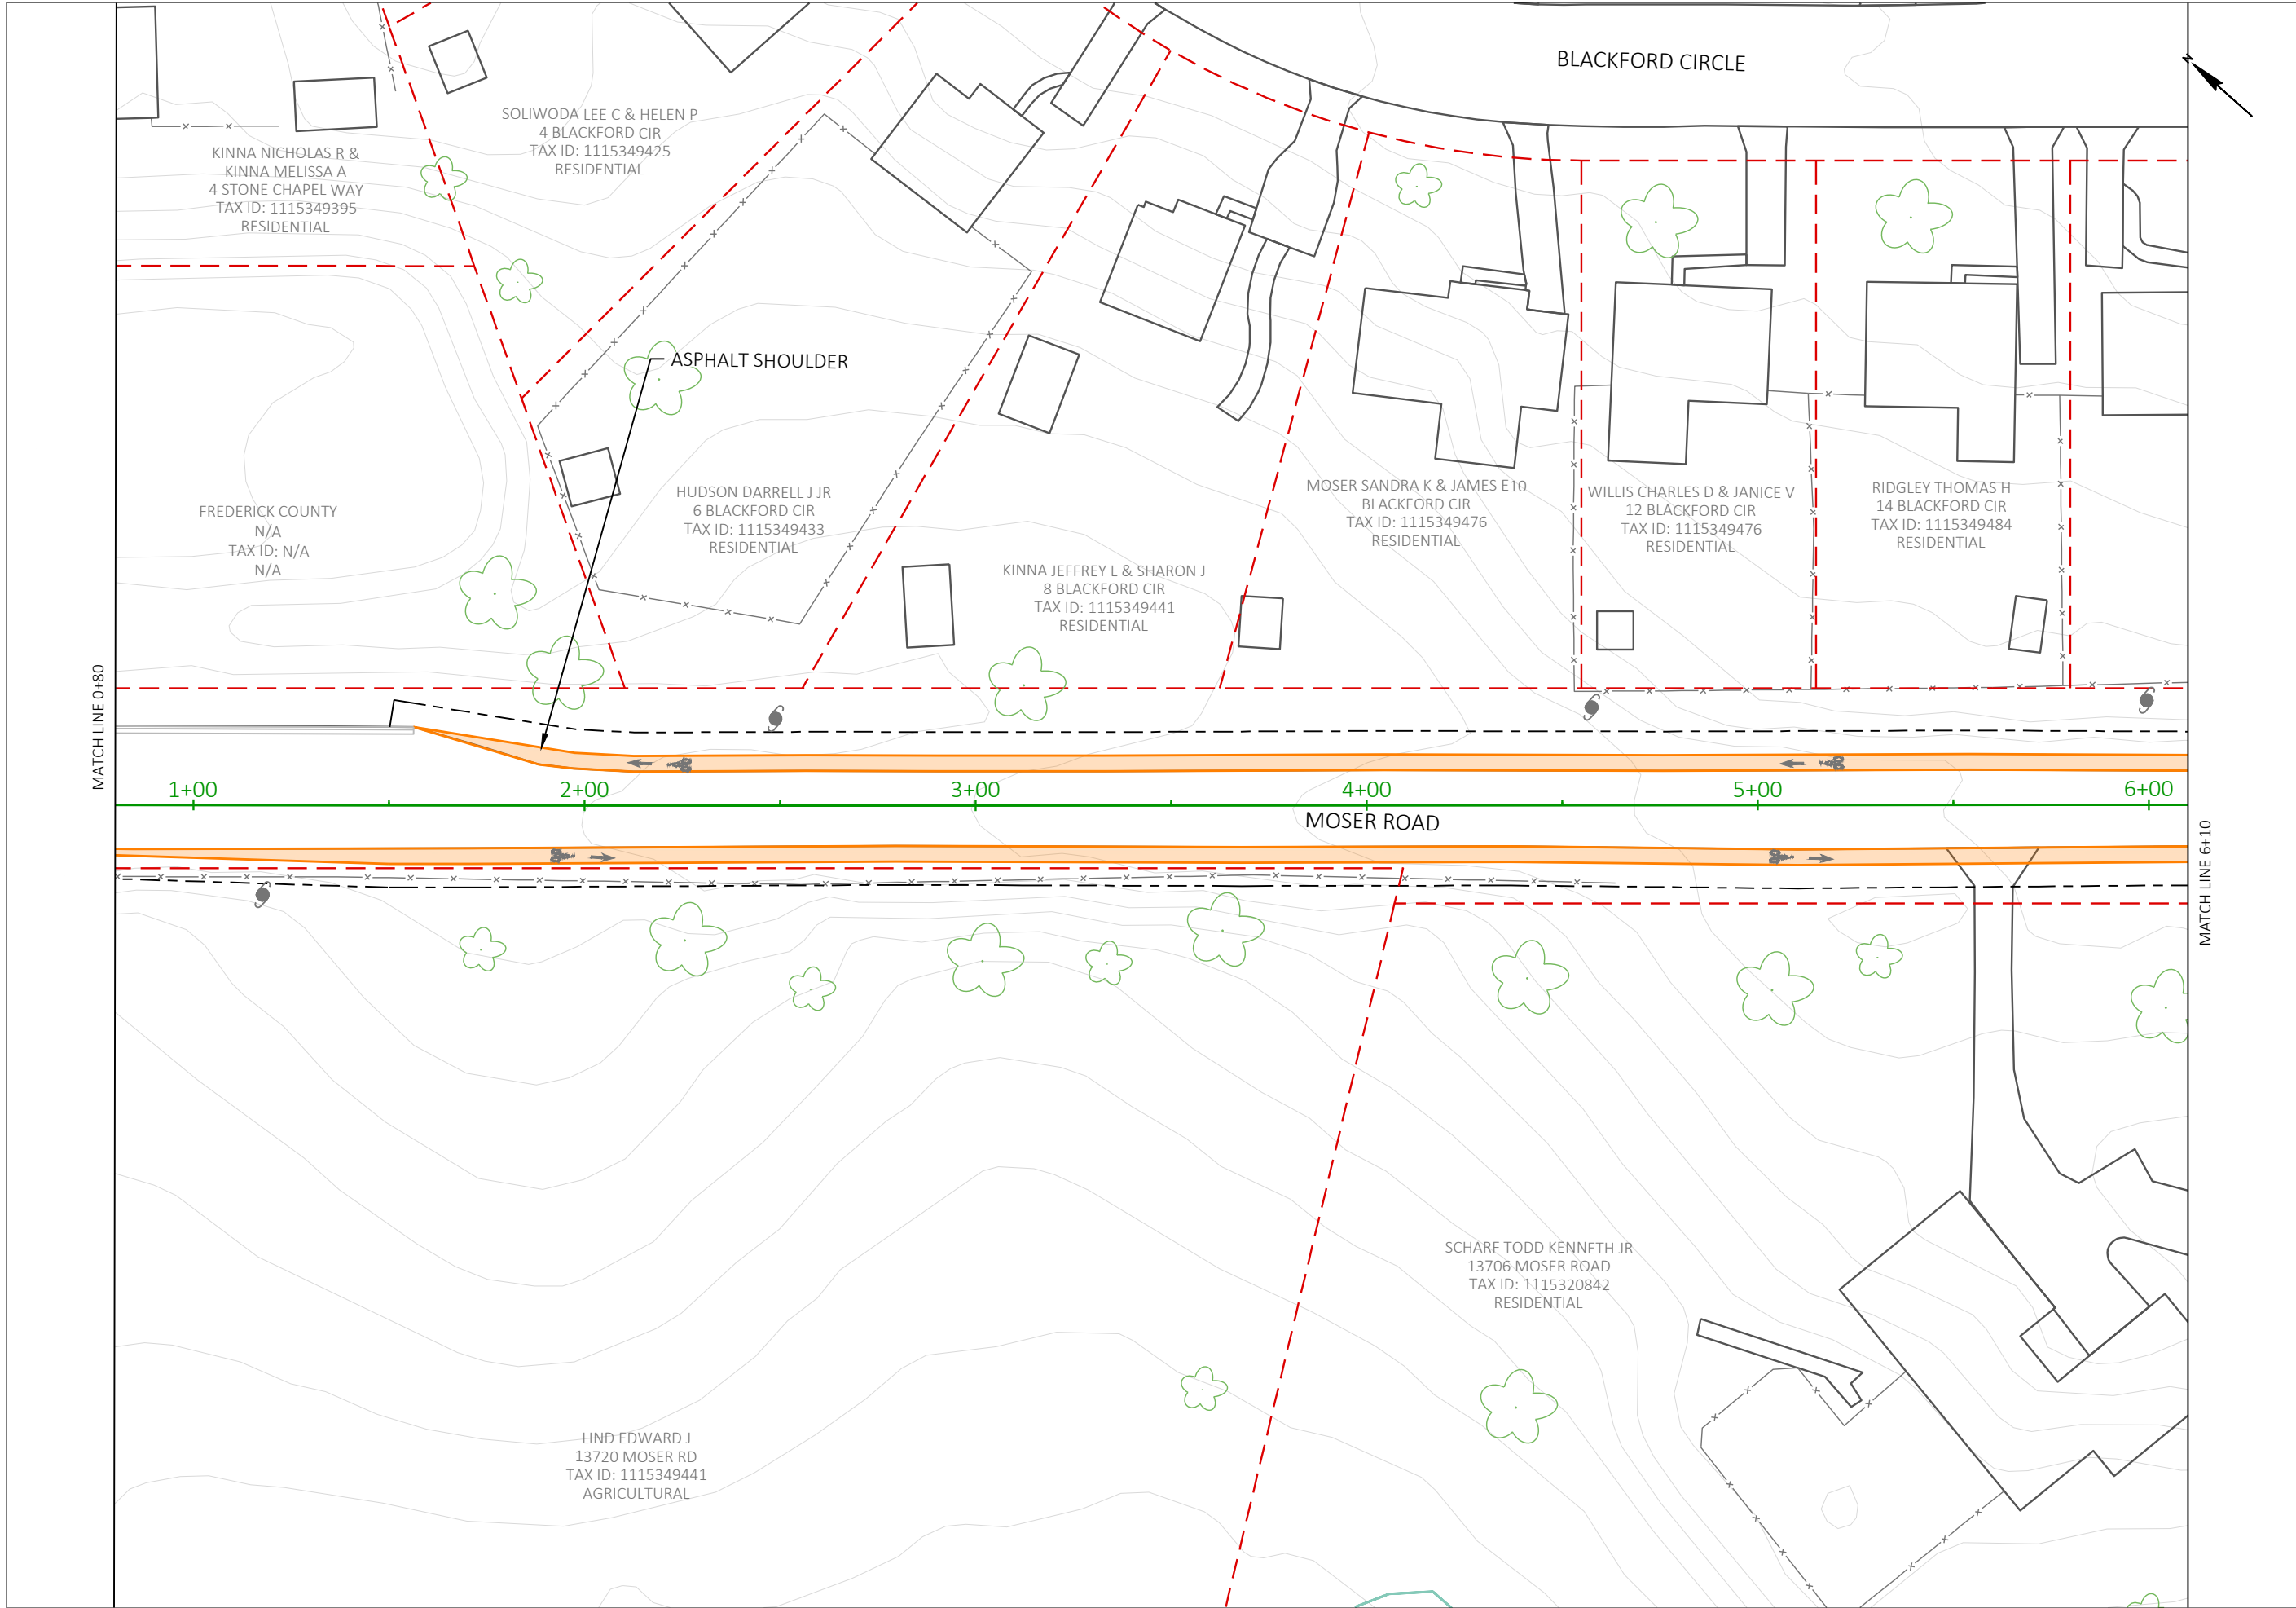 BLACKFORD CIRCLE
N
SOLIWODA LEE C & HELEN P
4 BLACKFORD CIR
TAX ID: 1115349425
RESIDENTIAL
KINNA NICHOLAS R &
KINNA MELISSA A
4 STONE CHAPEL WAY
TAX ID: 1115349395
RESIDENTIAL
ASPHALT SHOULDER
FREDERICK COUNTY
N/A
TAX ID: N/A
N/A
HUDSON DARRELL J JR
6 BLACKFORD CIR
TAX ID: 1115349433
RESIDENTIAL
KINNA JEFFREY L & SHARON J
8 BLACKFORD CIR
TAX ID: 1115349441
RESIDENTIAL
MOSER SANDRA K & JAMES E10
BLACKFORD CIR
TAX ID: 1115349476
RESIDENTIAL
WILLIS CHARLES D & JANICE V
12 BLACKFORD CIR
TAX ID: 1115349476
RESIDENTIAL
RIDGLEY THOMAS H
14 BLACKFORD CIR
TAX ID: 1115349484
RESIDENTIAL
MATCH LINE 0+80
1+00
2+00
3+00
4+00
5+00
6+00
MOSER ROAD
MATCH LINE 6+10
SCHARF TODD KENNETH JR
13706 MOSER ROAD
TAX ID: 1115320842
RESIDENTIAL
LIND EDWARD J
13720 MOSER RD
TAX ID: 1115349441
AGRICULTURAL